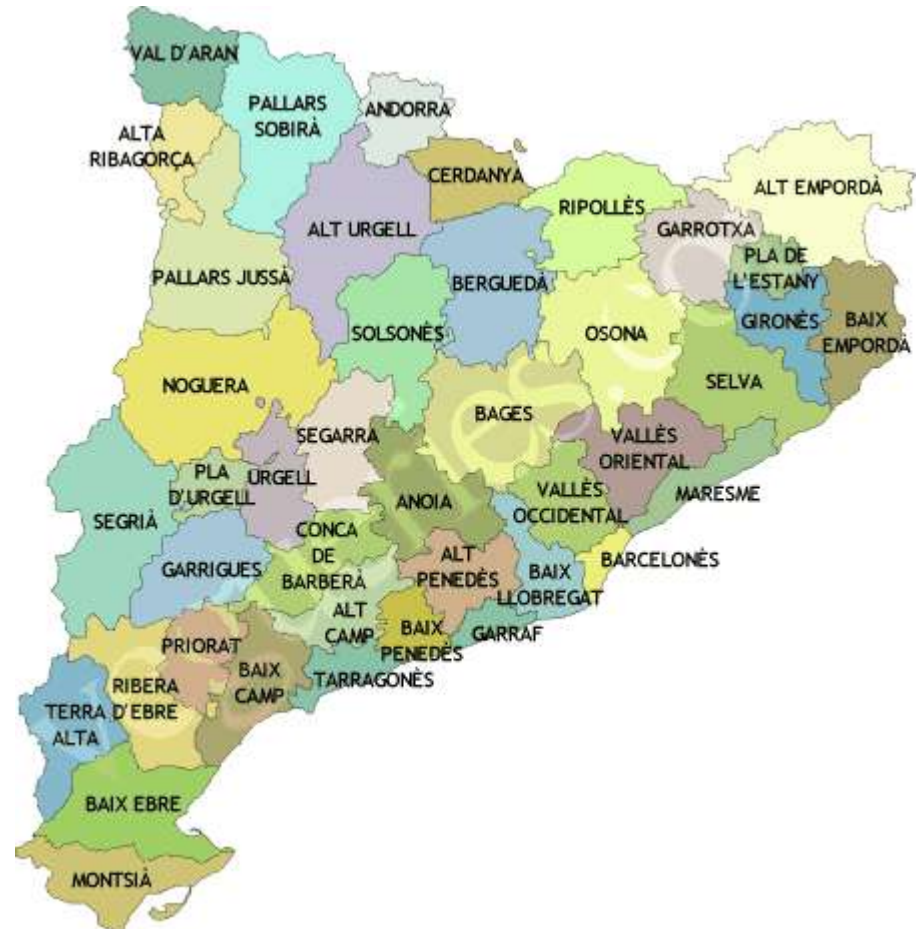 VAL D'ARAN
PALLARS
SOBIRÀ
ANDORRA
ALTA
RIBAGORÇA
CERDANYA
ALT URGELL
RIPOLLÈS
ALT EMPORDÀ
GARROTXA
PLA DE
L'ESTANY
PALLARS JUSSÀ
BERGUEDÀ
SOLSONÈS
OSONA
GIRONÈS
BAIX
EMPORDÀ
NOGUERA
SELVA
BAGES
SEGARRA
VALLÈS
ORIENTAL
PLA
D'URGELL
URGELL
SEGRIÀ
ANOIA
VALLÈS
OCCIDENTAL
MARESME
CONCA
DE
BARBERÀ
GARRIGUES
ALT
PENEDÈS
BAIX
LLOBREGAT
BARCELONÈS
ALT
CAMP
BAIX
PENEDÈS
GARRAF
PRIORAT
BAIX
CAMP
TARRAGONÈS
RIBERA
D'EBRE
TERRA
ALTA
BAIX EBRE
MONTSIÀ